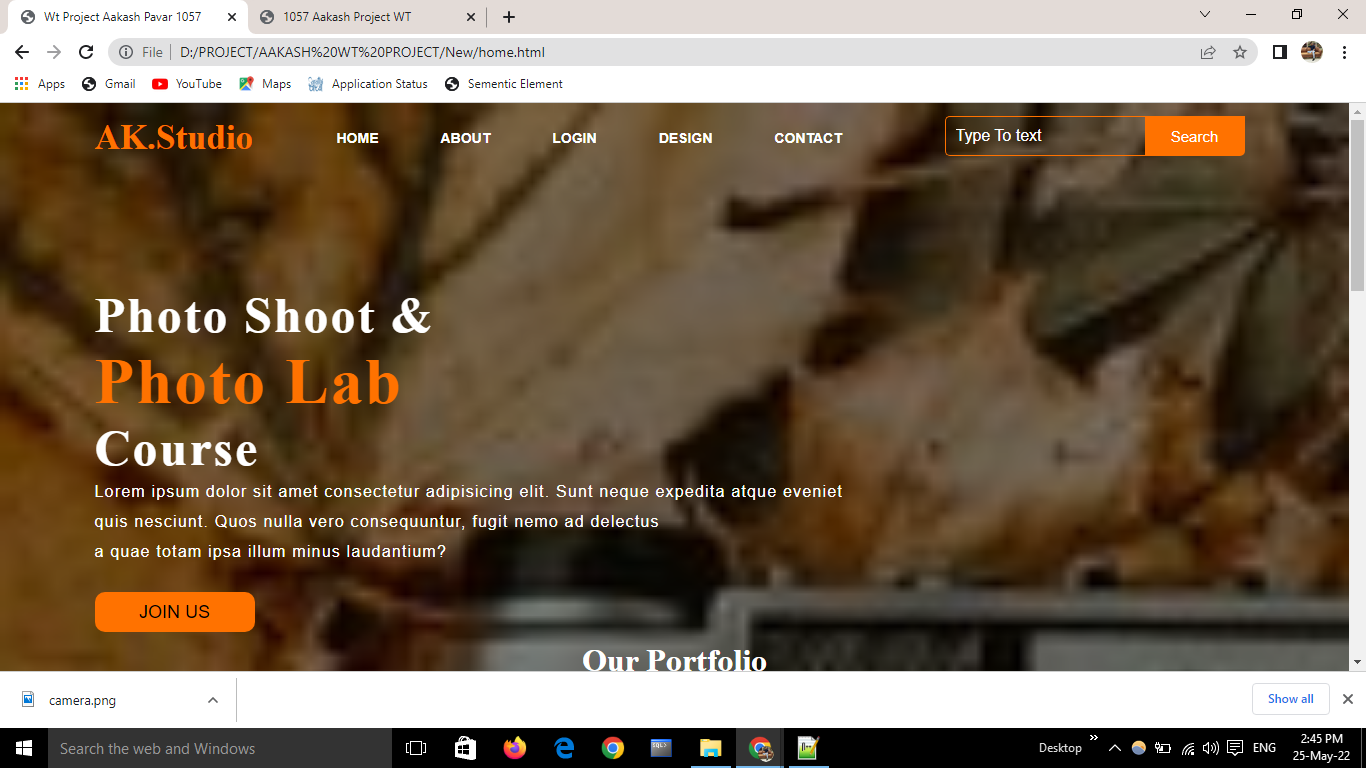 Wt Project Aakash Pavar 1057
1057 Aakash Project WT
File
D:/PROJECT/AAKASH%20WT%20PROJECT/New/home.html
Apps
Gmail
YouTube
Maps
Application Status
Sementic Element
AK.Studio
HOME
ABOUT
LOGIN
DESIGN
CONTACT
Type To text
Search
Photo Shoot &
Photo Lab
Course
Lorem ipsum dolor sit amet consectetur adipisicing elit. Sunt neque expedita atque eveniet
quis nesciunt. Quos nulla vero consequuntur, fugit nemo ad delectus
a quae totam ipsa illum minus laudantium?
JOIN US
Our Portfolio
camera.png
Show all
Search the web and Windows
Desktop
ENG
2:45 PM
25-May-22